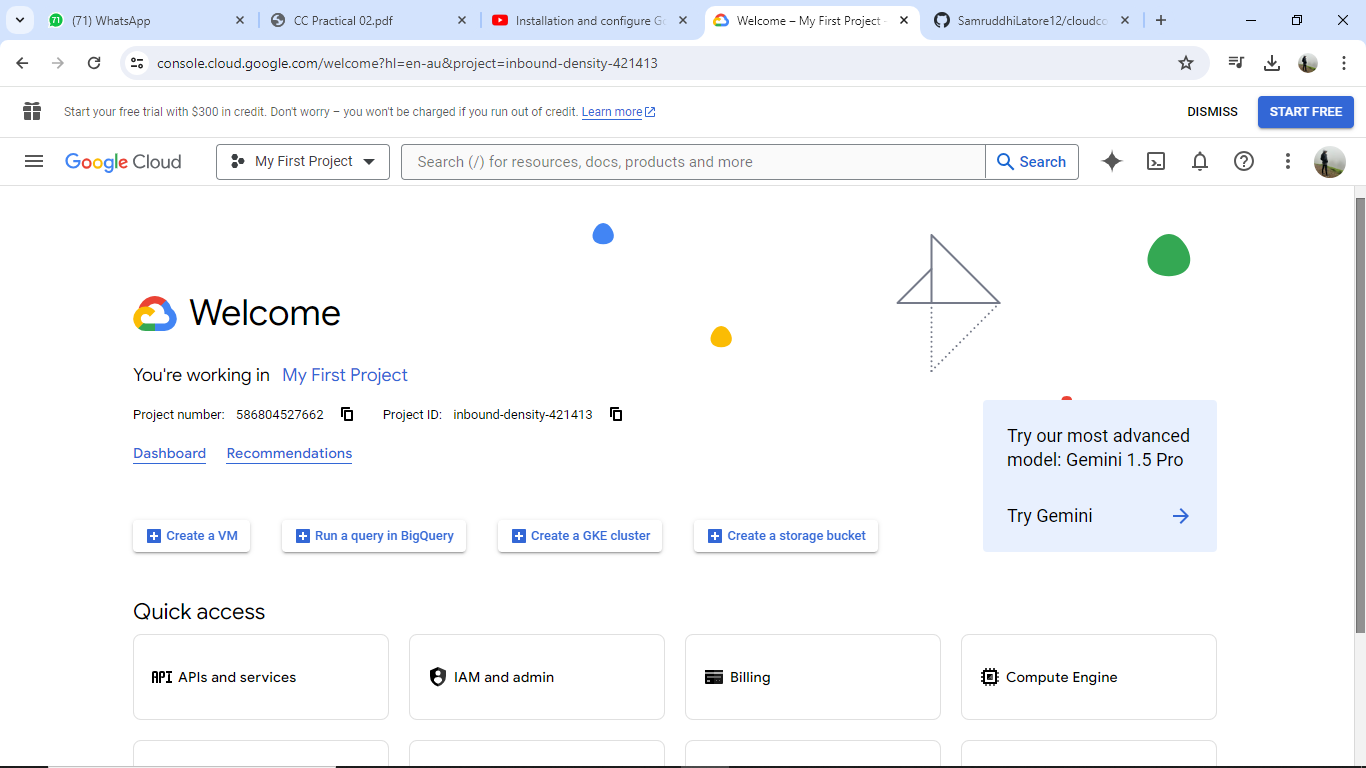 (71) WhatsApp
CC Practical 02.pdf
Installation and configure Go
Welcome – My First Project -
SamruddhiLatore12/cloudco
console.cloud.google.com/welcome?hl=en-au&project=inbound-density-421413
Start your free trial with $300 in credit. Don't worry – you won't be charged if you run out of credit. Learn more
DISMISS
START FREE
Google Cloud
My First Project
Search (/) for resources, docs, products and more
Search
Welcome
You're working in My First Project
Project number: 586804527662 Project ID: inbound-density-421413
Dashboard Recommendations
Try our most advanced
model: Gemini 1.5 Pro
Try Gemini
Create a VM
Run a query in BigQuery
Create a GKE cluster
Create a storage bucket
Quick access
API APIs and services
IAM and admin
Billing
Compute Engine